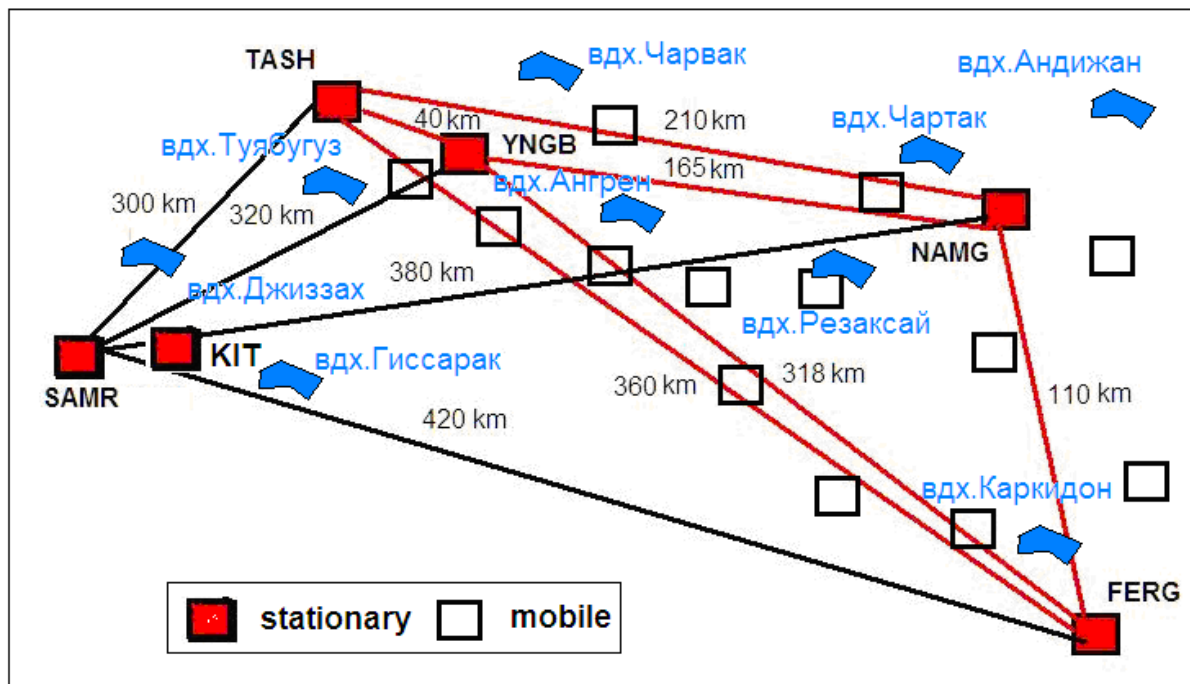 вдх.Чарвак
TASH
вдх.Андижан
40 km
210 km
вдх.Чартак
YNGB
вдх.Туябугуз
165 km
вдх.Ангрен
300 km
320 km
NAMG
380 km
вдх.Джиззах
вдх.Резаксай
KIT
вдх.Гиссарак
SAMR
360 km
318 km
110 km
420 km
вдх.Каркидон
FERG
stationary
mobile